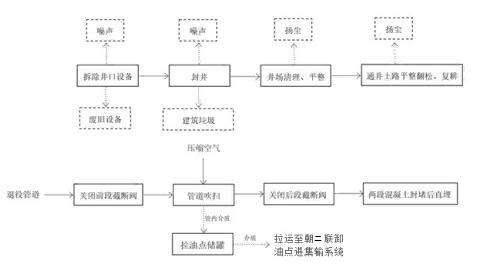 噪声
噪声
扬尘
扬尘
拆除井口设备
封井
井场清理、平整
通井土路平整翻松、复耕
废旧设备
建筑垃圾
压缩空气
退役管道
关闭前段截断阀
管道吹扫
关闭后段截断阀
两段混凝土封堵后直埋
管内介质
拉油点储罐
介质
拉运至朝二联卸
油点进集输系统